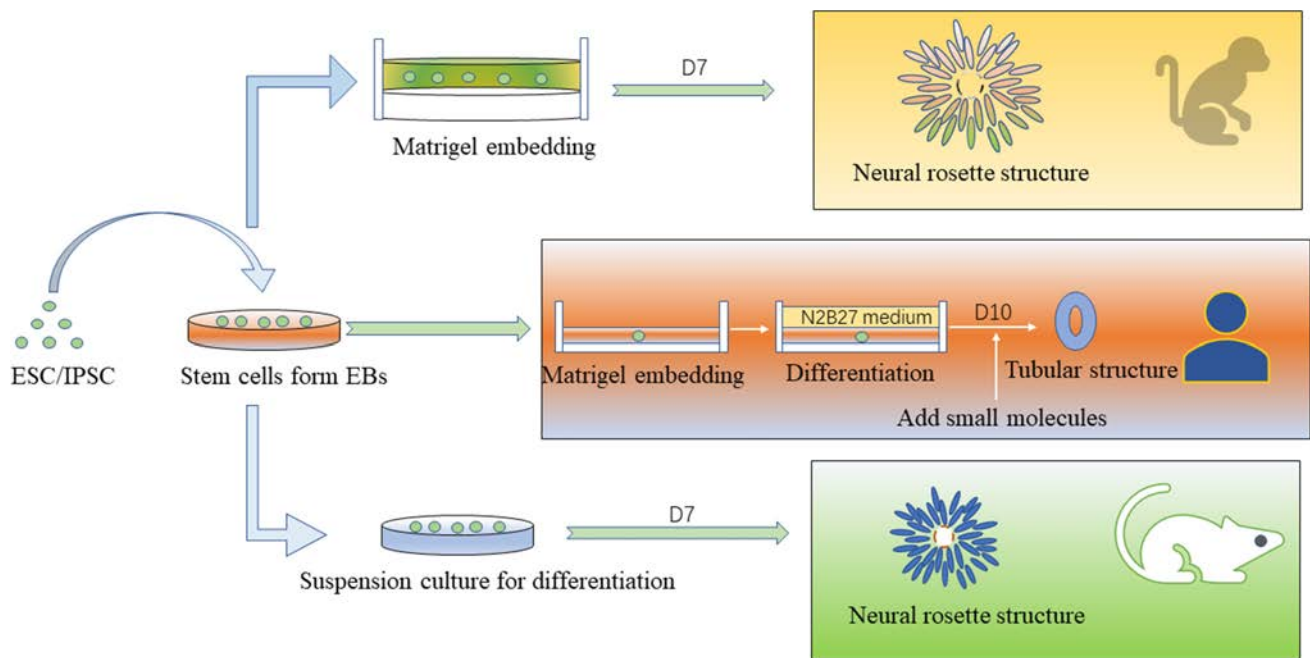 D7
Matrigel embedding
Neural rosette structure
ESC/IPSC
Stem cells form EBs
N2B27 medium
D10
Matrigel embedding
Differentiation
Tubular structure
Add small molecules
D7
Suspension culture for differentiation
Neural rosette structure